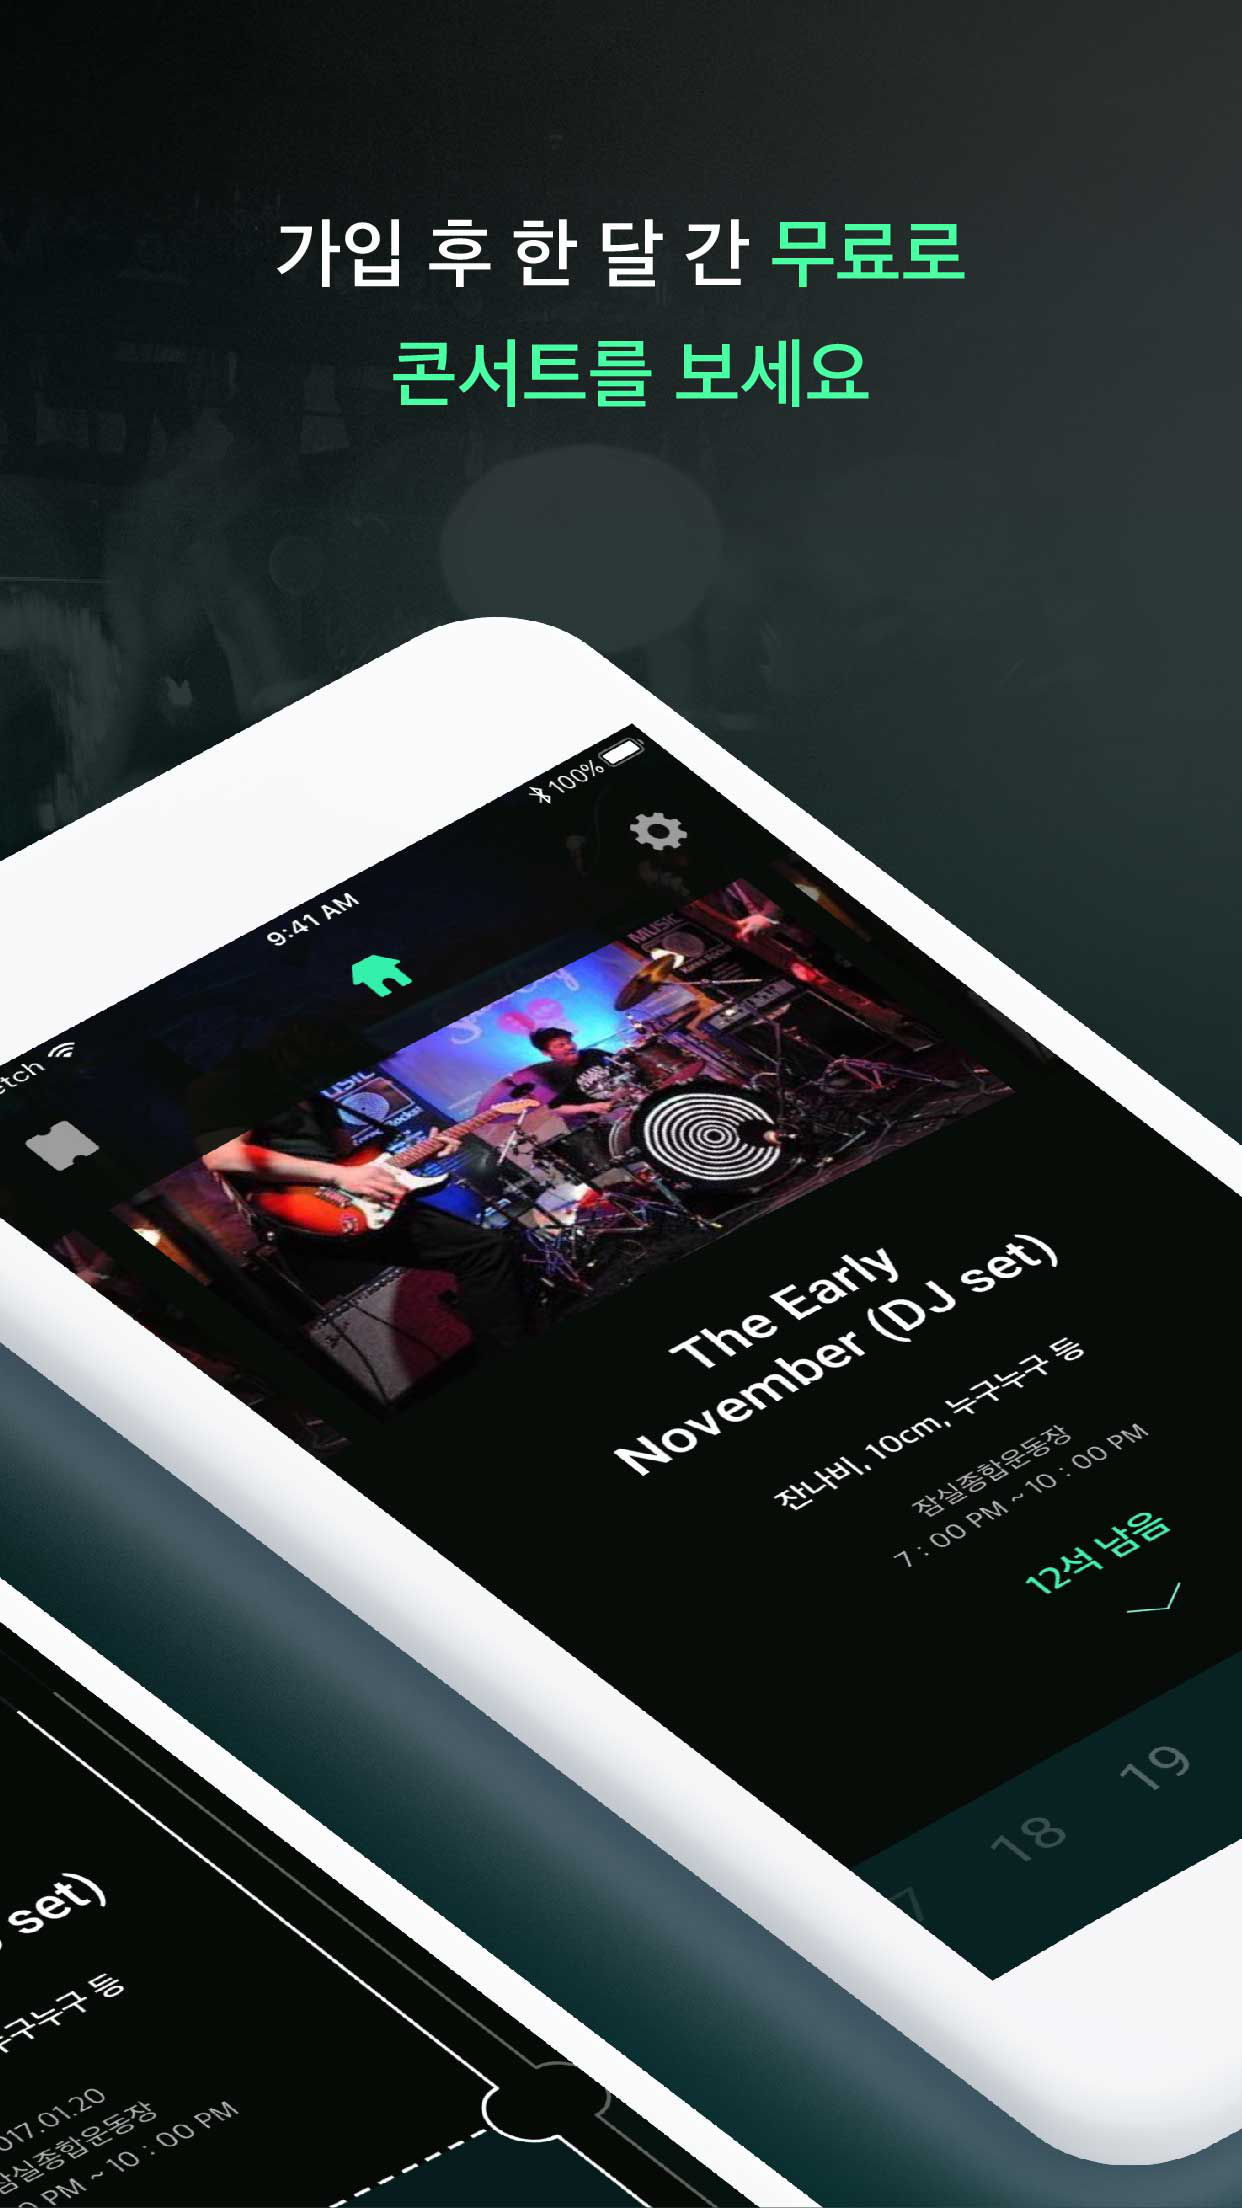 가입 후 한 달 간 무료로
콘서트를 보세요
etch
9:41 AM
100%
MUSIC
USIC
The Early
November (DJ set)
잔나비, 10cm, 누구누구 등
잠실종합운동장
7 : 00 PM ~ 10 : 00 PM
12석 남음
7 18 19
set)
누구누구 등
017.01.20
잠실종합운동장
PM ~ 10 : 00 PM